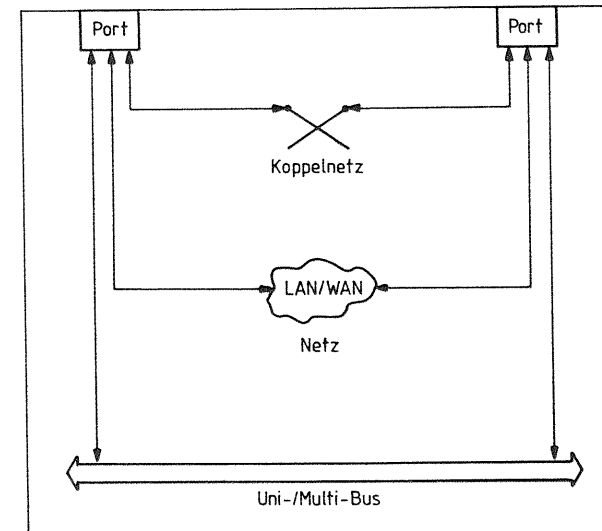 Port
Port
Koppelnetz
LAN/WAN
Netz
Uni-/Multi-Bus